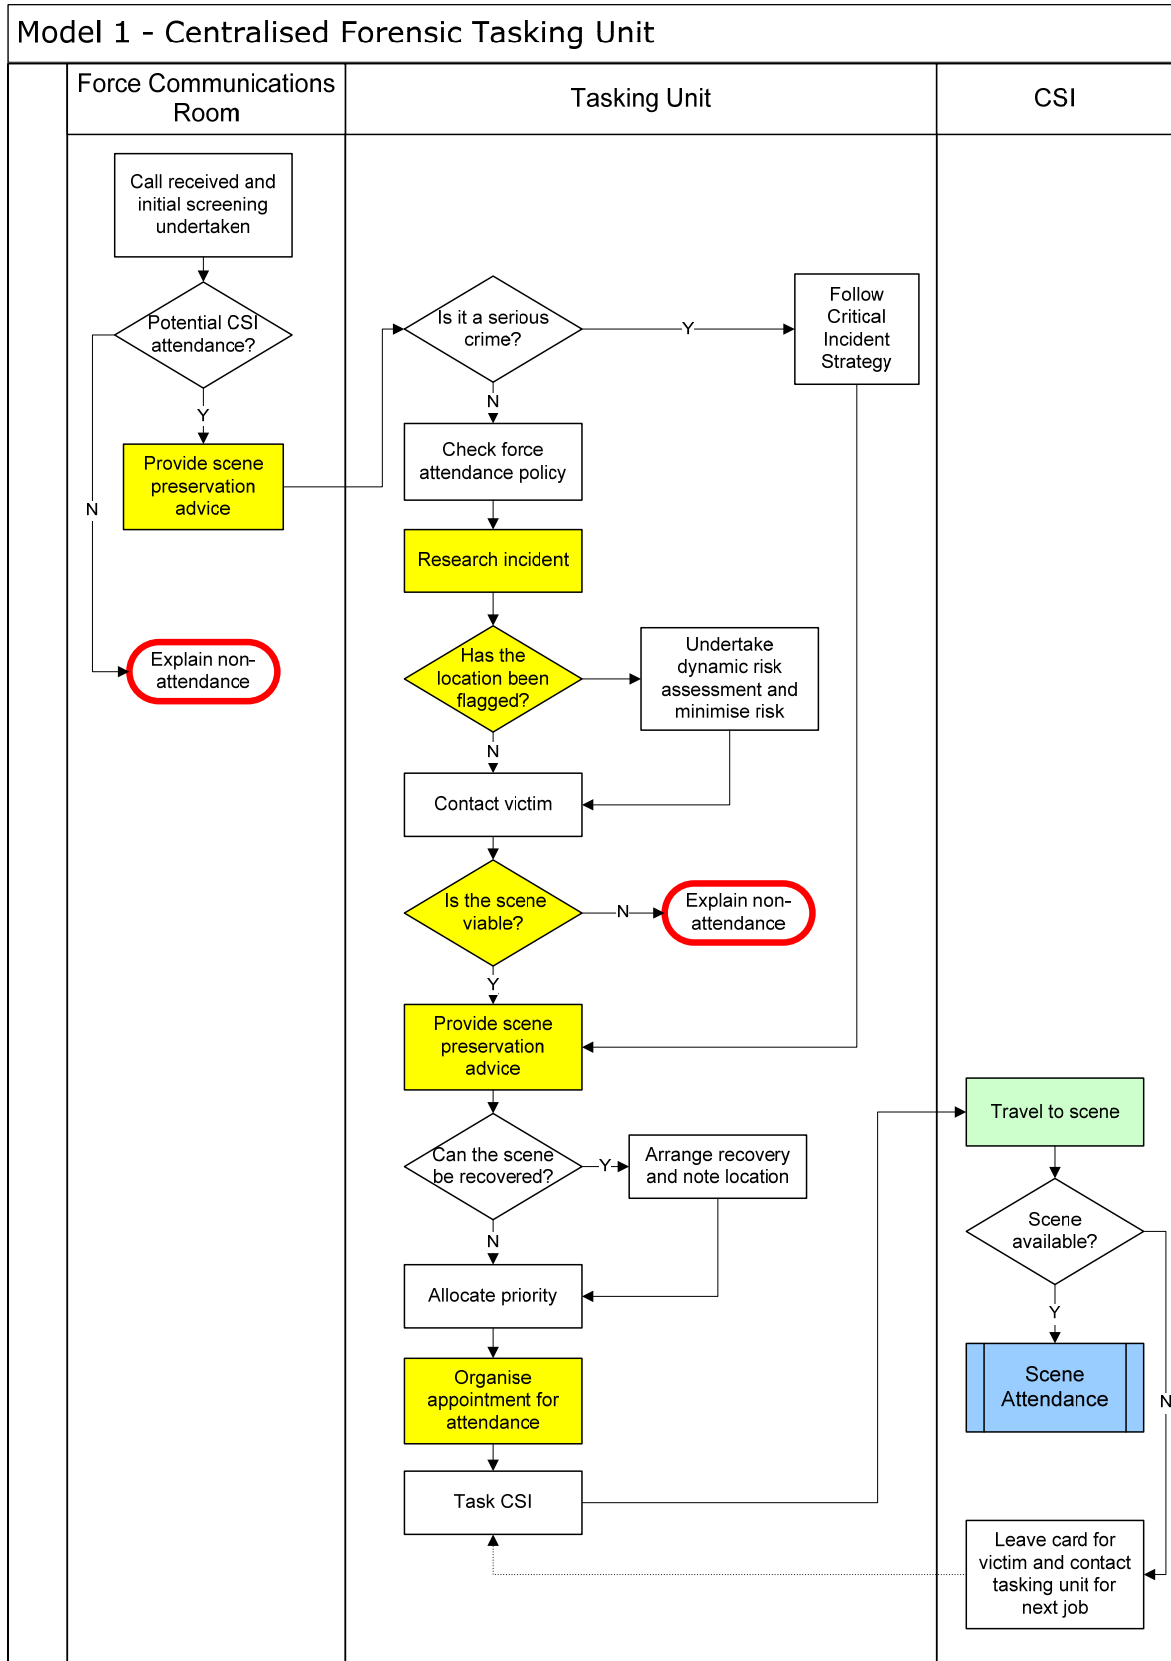 Model 1 - Centralised Forensic Tasking Unit
Force Communications
Room
Tasking Unit
CSI
Call received and
initial screening
undertaken
Potential CSI
attendance?
Y
N
Provide scene
preservation
advice
Explain non-
attendance
Is it a serious
crime?
Y
Follow
Critical
Incident
Strategy
N
Check force
attendance policy
Research incident
Has the
location been
flagged?
Undertake
dynamic risk
assessment and
minimise risk
N
Contact victim
Is the scene
viable?
N
Explain non-
attendance
Y
Provide scene
preservation
advice
Can the scene
be recovered?
Y
Arrange recovery
and note location
N
Allocate priority
Organise
appointment for
attendance
Task CSI
Travel to scene
Scene
available?
Y
N
Scene
Attendance
Leave card for
victim and contact
tasking unit for
next job